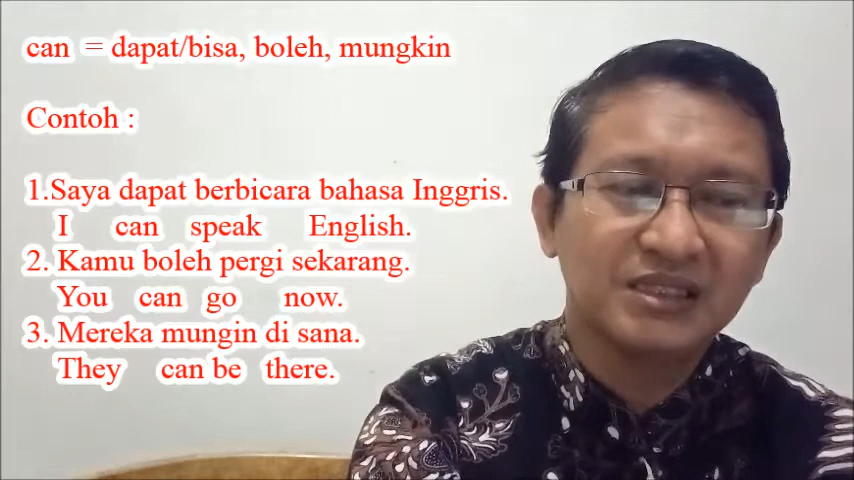 can = dapat/bisa, boleh, mungkin
Contoh :
1.Saya dapat berbicara bahasa Inggris.
I can speak English.
2. Kamu boleh pergi sekarang.
You can go now.
3. Mereka mungin di sana.
They can be there.